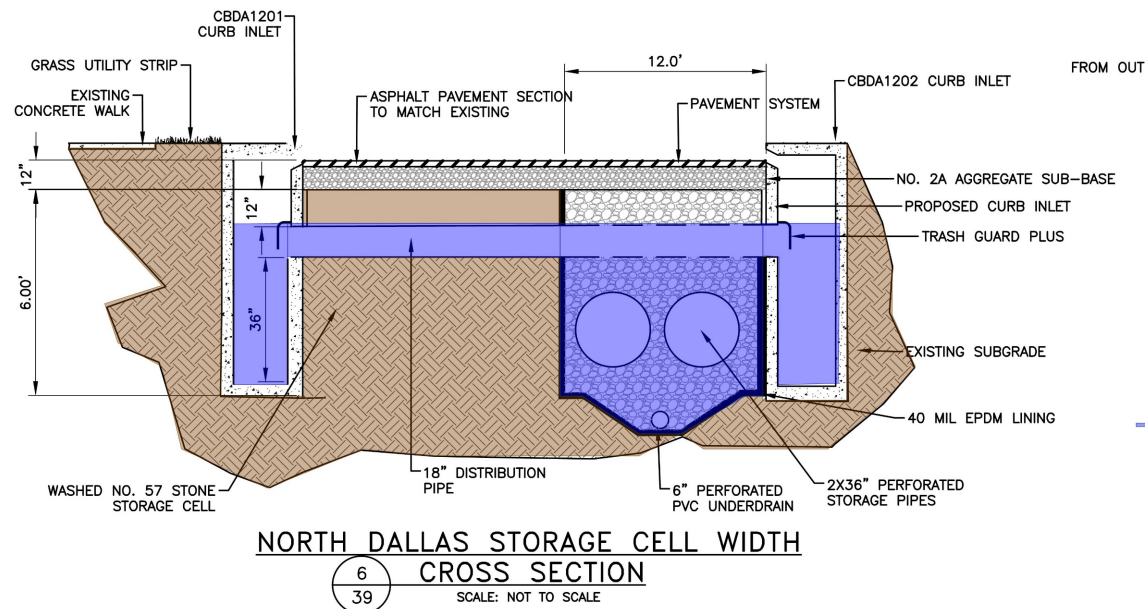 CBDA1201
CURB INLET
12.0'
FROM OUT
GRASS UTILITY STRIP
CBDA1202 CURB INLET
EXISTING
CONCRETE WALK
ASPHALT PAVEMENT SECTION
TO MATCH EXISTING
PAVEMENT SYSTEM
12"
NO. 2A AGGREGATE SUB-BASE
12"
PROPOSED CURB INLET
TRASH GUARD PLUS
6.00'
36"
EXISTING SUBGRADE
40 MIL EPDM LINING
WASHED NO. 57 STONE
STORAGE CELL
18" DISTRIBUTION
PIPE
6" PERFORATED
PVC UNDERDRAIN
2X36" PERFORATED
STORAGE PIPES
NORTH DALLAS STORAGE CELL WIDTH
6
39
CROSS SECTION
SCALE: NOT TO SCALE